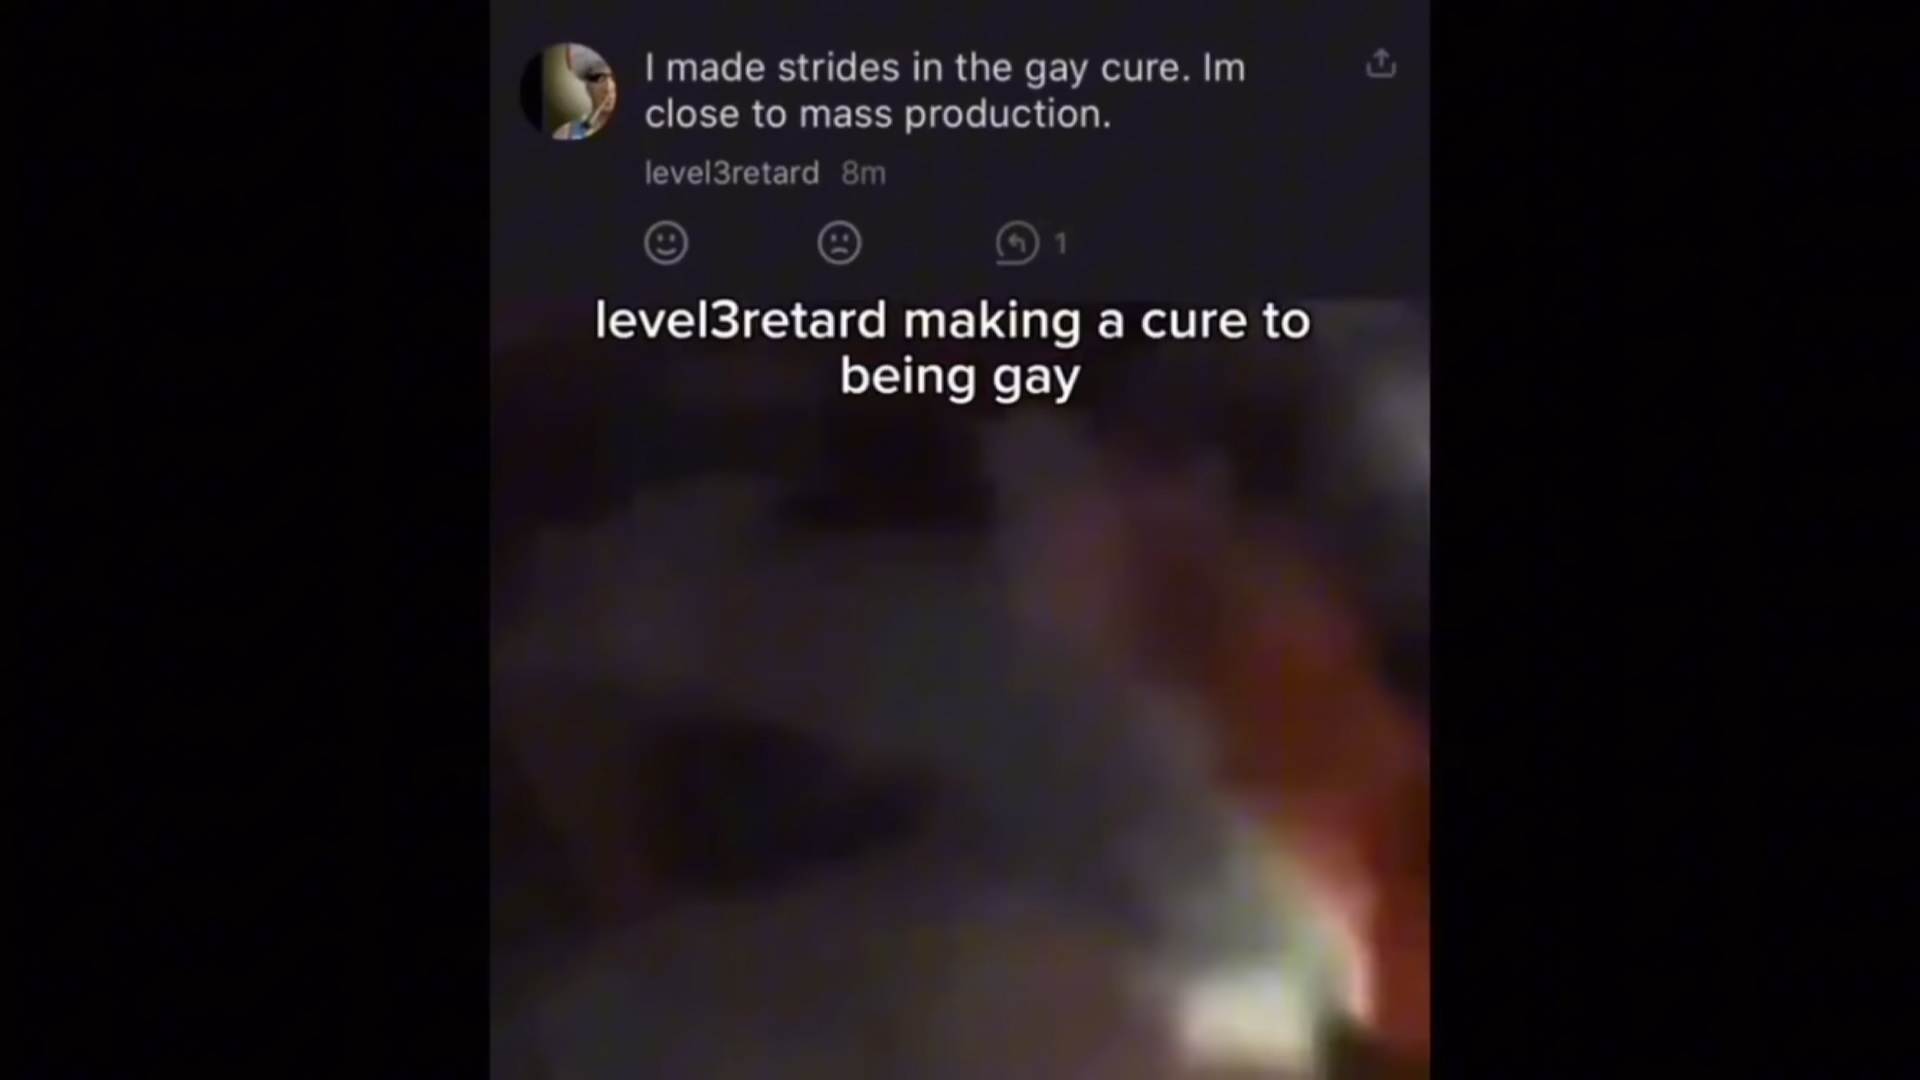 I made strides in the gay cure. Im
close to mass production.
level3retard 8m
1
level3retard making a cure to
being gay